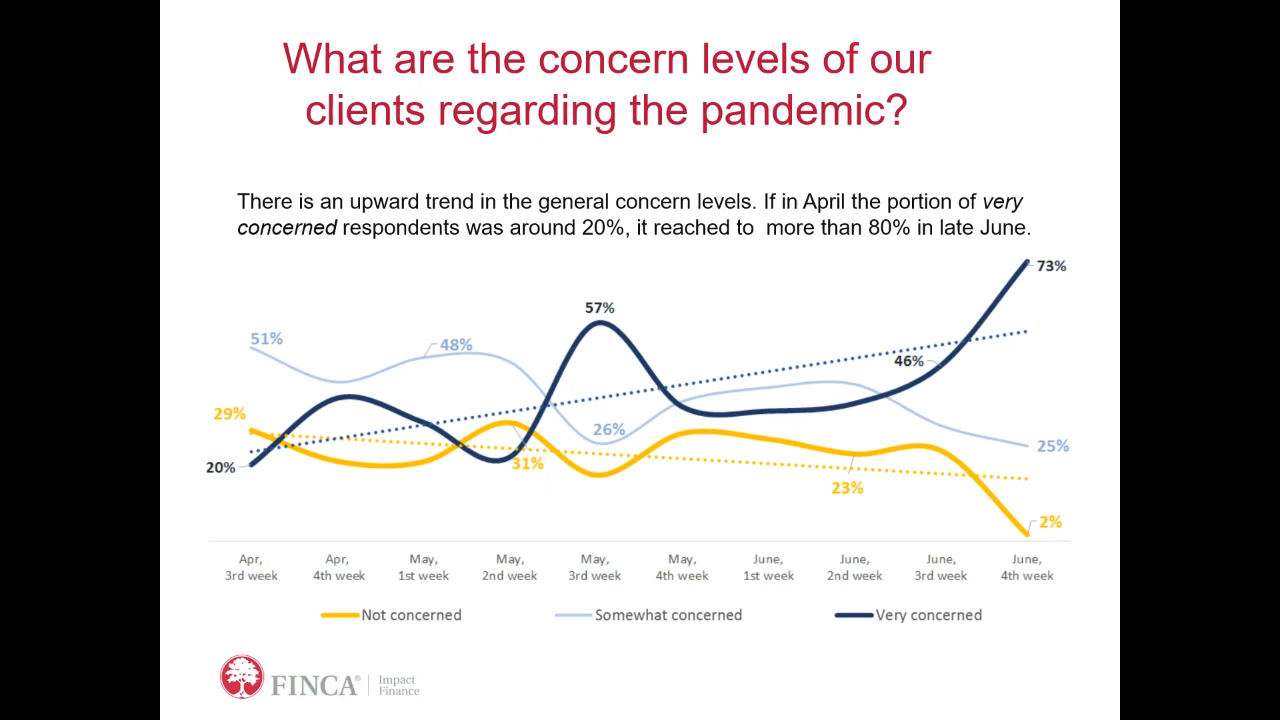 What are the concern levels of our
clients regarding the pandemic?
There is an upward trend in the general concern levels. If in April the portion of very
concerned respondents was around 20%, it reached to more than 80% in late June.
73%
57%
51%
48%
46%
29%
26%
25%
20%
31%
23%
2%
Apr, 3rd week
Apr, 4th week
May, 1st week
May, 2nd week
May, 3rd week
May, 4th week
June, 1st week
June, 2nd week
June, 3rd week
June, 4th week
Not concerned
Somewhat concerned
Very concerned
FINCA®
Impact
Finance